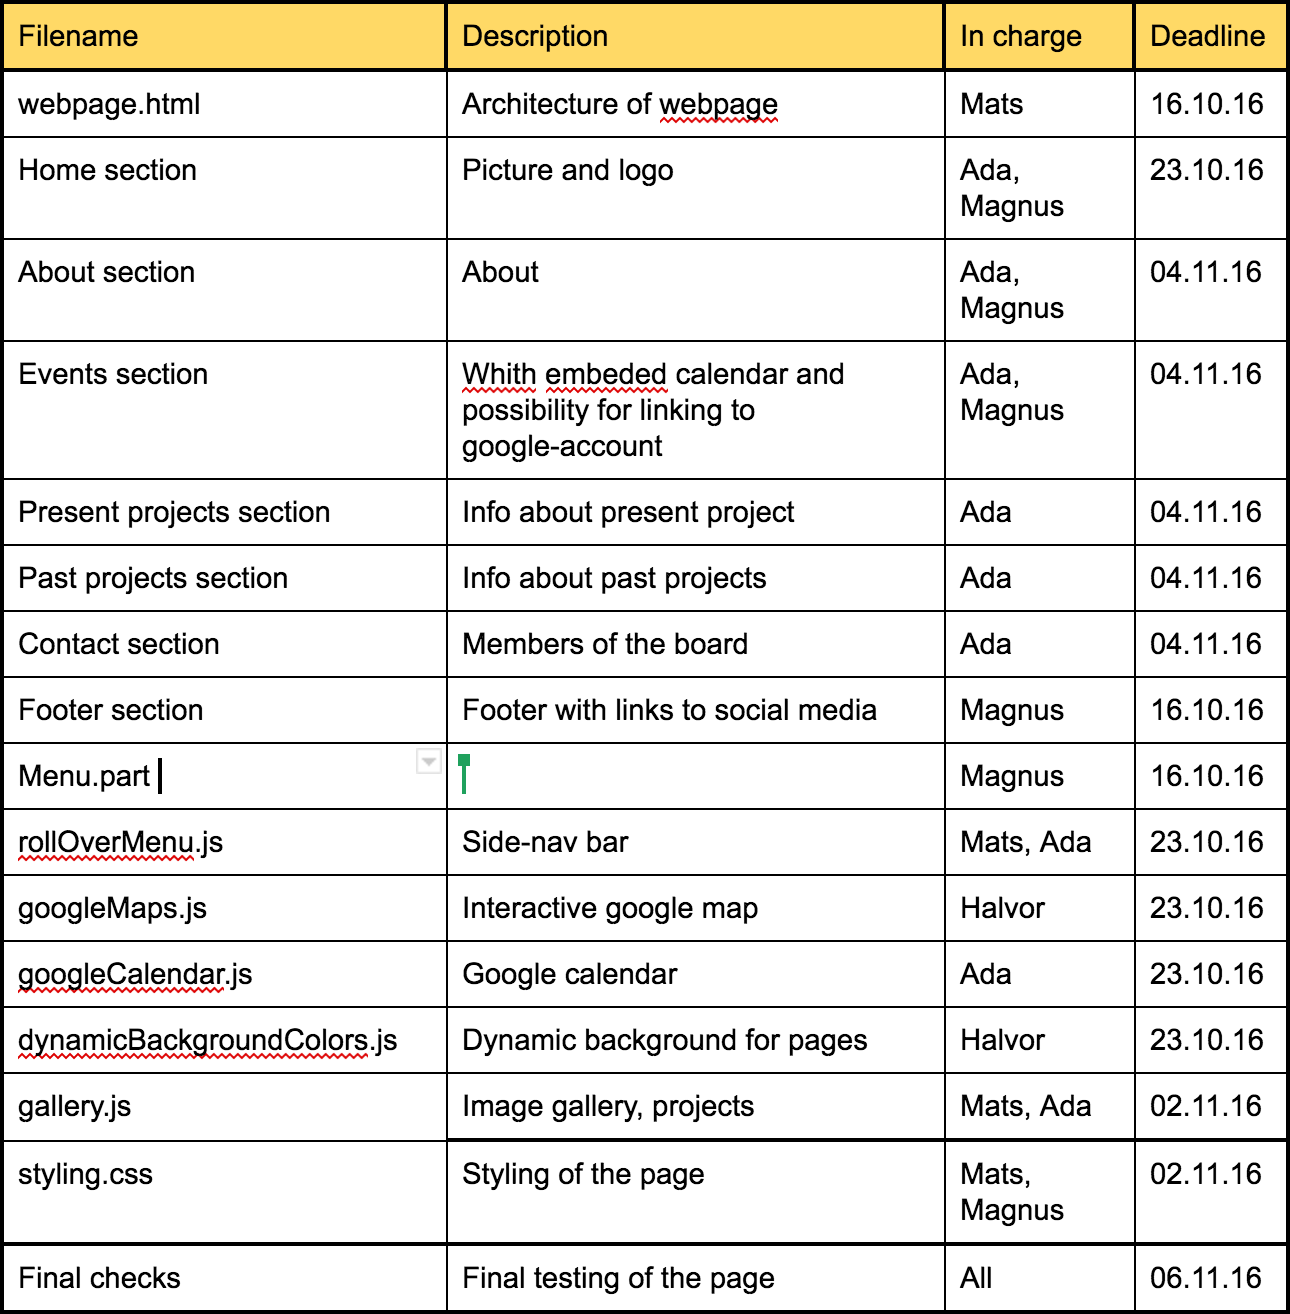 Filename Description In charge Deadline
webpage.html Architecture of webpage Mats 16.10.16
Home section Picture and logo Ada, 23.10.16
Magnus
About section About Ada, 04.11.16
Magnus
Events section Whith embeded calendar and Ada, 04.11.16
possibility for linking to Magnus
google-account
Present projects section Info about present project Ada 04.11.16
Past projects section Info about past projects Ada 04.11.16
Contact section Members of the board Ada 04.11.16
Footer section Footer with links to social media Magnus 16.10.16
Menu.part Magnus 16.10.16
rollOverMenu.js Side-nav bar Mats, Ada 23.10.16
googleMaps.js Interactive google map Halvor 23.10.16
googleCalendar.js Google calendar Ada 23.10.16
dynamicBackgroundColors.js Dynamic background for pages Halvor 23.10.16
gallery.js Image gallery, projects Mats, Ada 02.11.16
styling.css Styling of the page Mats, 02.11.16
Magnus
Final checks Final testing of the page All 06.11.16